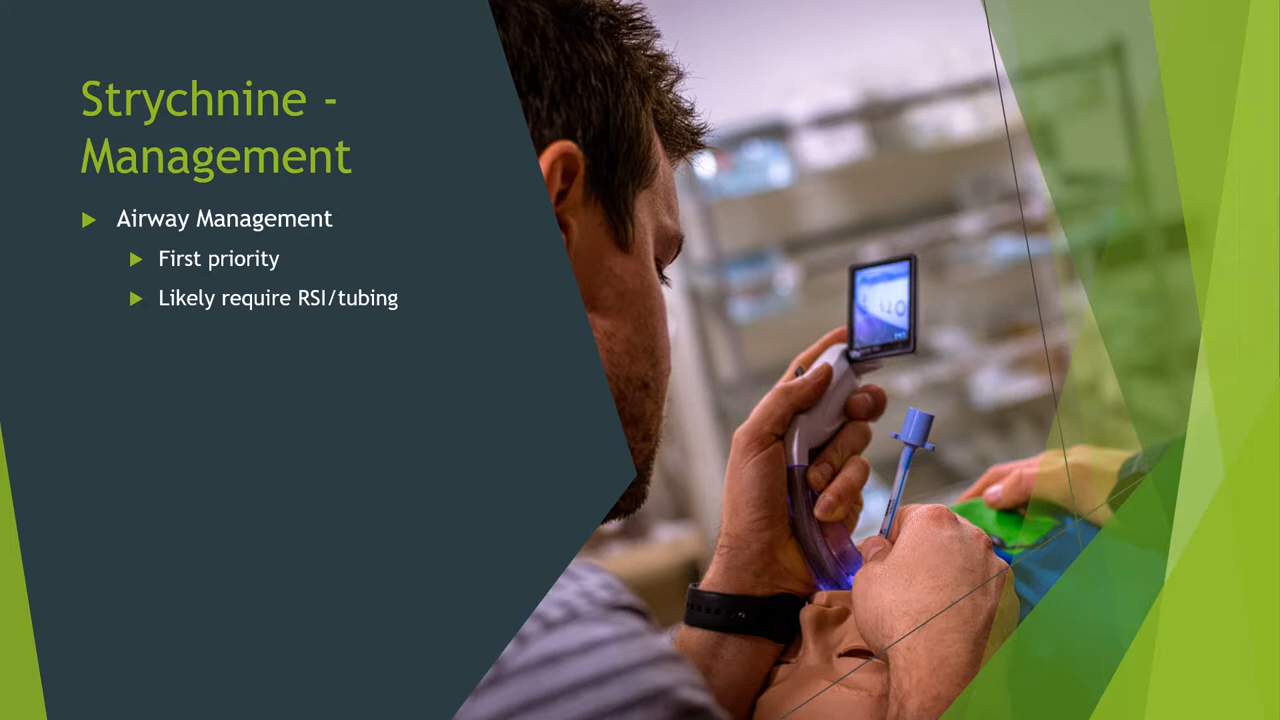 Strychnine -
Management
Airway Management
First priority
Likely require RSI/tubing